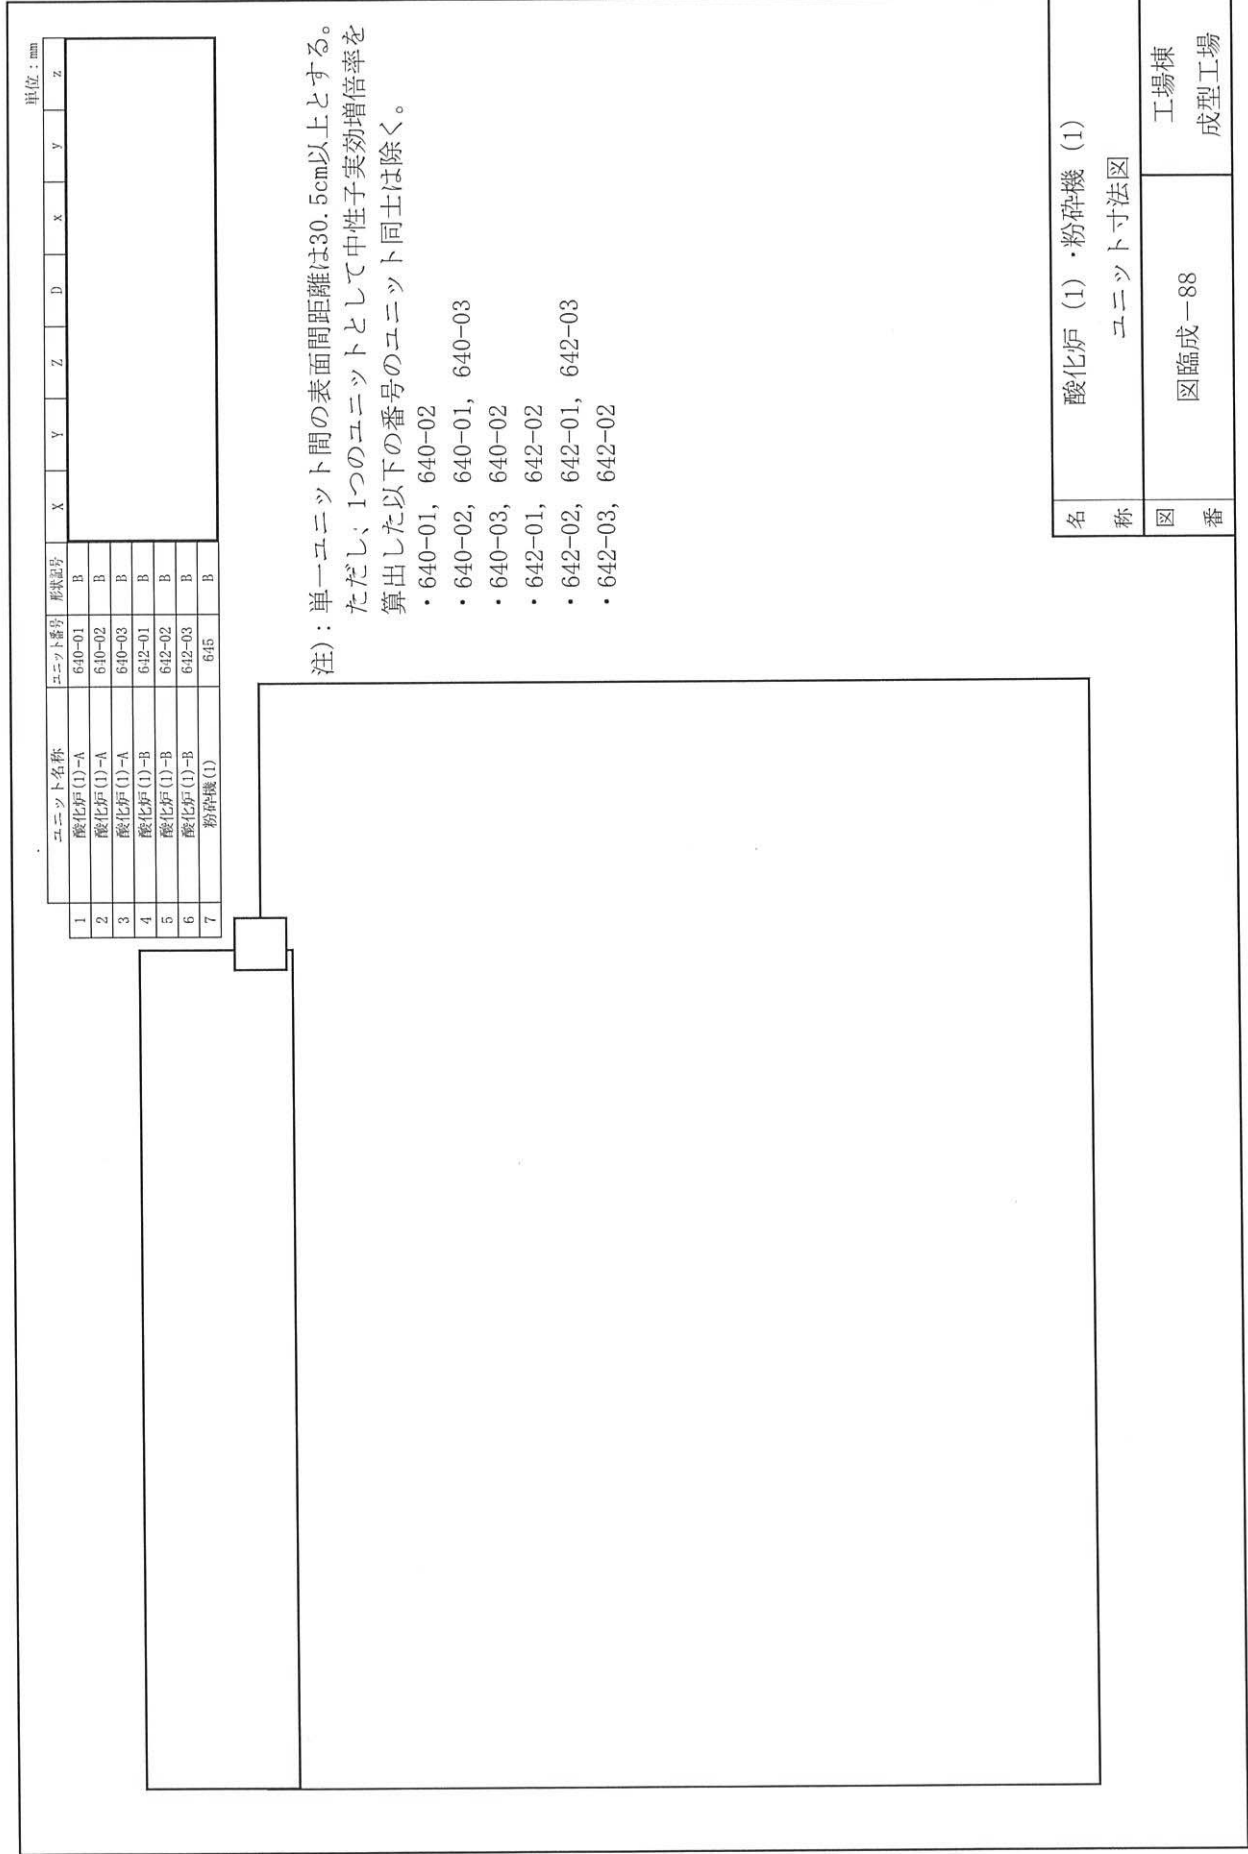 単位：mm
ユニット名称 ユニット番号 形状記号 X Y Z D x y z
1 酸化炉(1)-A 640-01 B
2 酸化炉(1)-A 640-02 B
3 酸化炉(1)-A 640-03 B
4 酸化炉(1)-B 642-01 B
5 酸化炉(1)-B 642-02 B
6 酸化炉(1)-B 642-03 B
7 粉砕機(1) 645 B
注)：単一ユニット間の表面間距離は30.5cm以上とする。
ただし、1つのユニットとして中性子実効増倍率を
算出した以下の番号のユニット同士は除く。
・640-01, 640-02
・640-02, 640-01, 640-03
・640-03, 640-02
・642-01, 642-02
・642-02, 642-01, 642-03
・642-03, 642-02
名称 酸化炉（1）・粉砕機（1）
ユニット寸法図
図番 図臨成－88
工場棟
成型工場